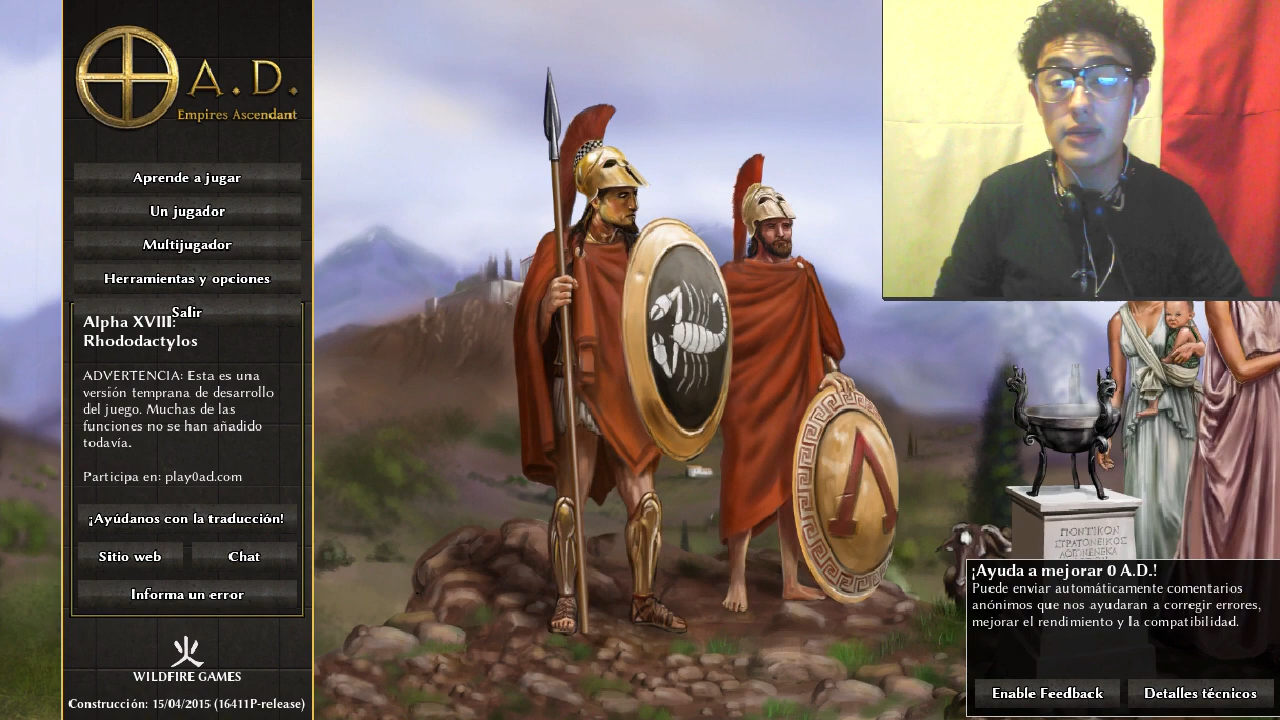 0 A.D.
Empires Ascendant
Aprende a jugar
Un jugador
Multijugador
Herramientas y opciones
Salir
Alpha XVIII:
Rhododactylos
ADVERTENCIA: Esta es una
versión temprana de desarrollo
del juego. Muchas de las
funciones no se han añadido
todavía.
Participa en: play0ad.com
¡Ayúdanos con la traducción!
Sitio web
Chat
Informa un error
WILDFIRE GAMES
Construcción: 15/04/2015 (16411P-release)
ΠΟΝΤΙΚΟΝ
ΣΤΡΑΤΟΝΕΙΚΟΣ
¡Ayuda a mejorar 0 A.D.!
Puede enviar automáticamente comentarios
anónimos que nos ayudaran a corregir errores,
mejorar el rendimiento y la compatibilidad.
Enable Feedback
Detalles técnicos